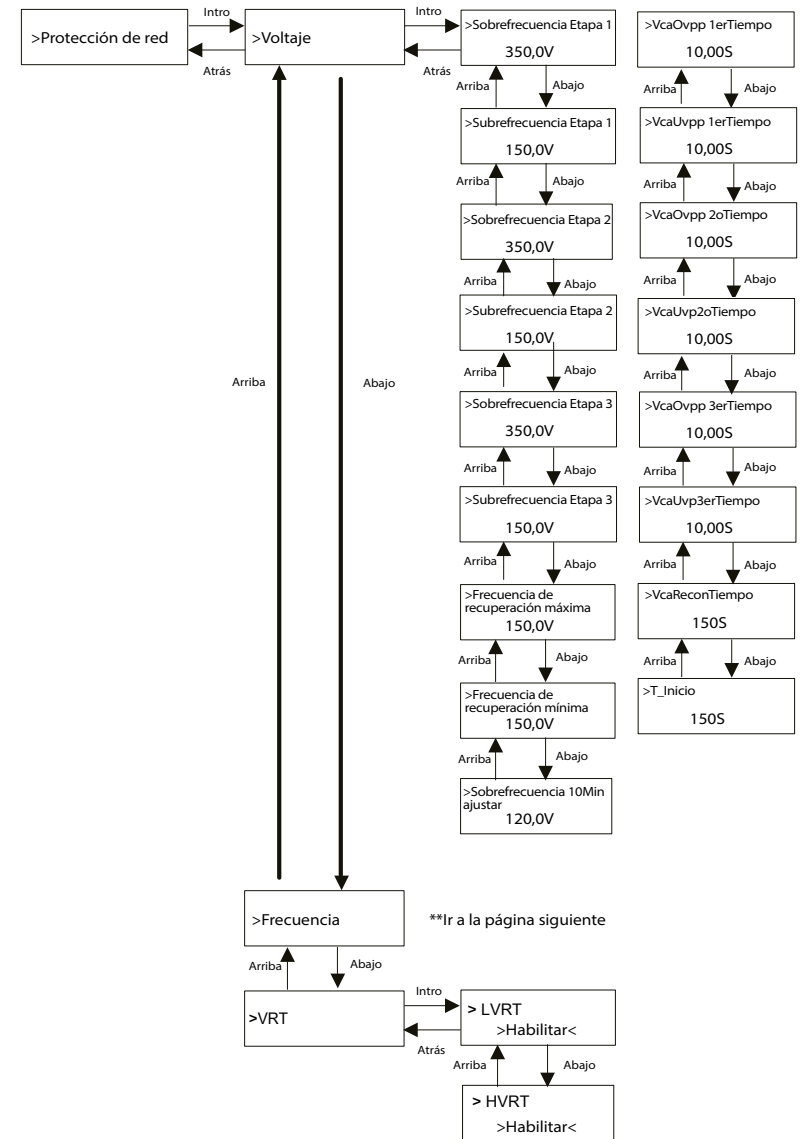 >Protección de red
Intro
Atrás
>Voltaje
Intro
Atrás
>Sobrefrecuencia Etapa 1
350,0V
Arriba
Abajo
>Subrefrecuencia Etapa 1
150,0V
Arriba
Abajo
>Sobrefrecuencia Etapa 2
350,0V
Arriba
Abajo
>Subrefrecuencia Etapa 2
150,0V
Arriba
Abajo
>Sobrefrecuencia Etapa 3
350,0V
Arriba
Abajo
>Subrefrecuencia Etapa 3
150,0V
Arriba
Abajo
>Frecuencia de
recuperación máxima
150,0V
Arriba
Abajo
>Frecuencia de
recuperación mínima
150,0V
Arriba
Abajo
>Sobrefrecuencia 10Min
ajustar
120,0V
>VcaOvpp 1erTiempo
10,00S
Arriba
Abajo
>VcaUvpp 1erTiempo
10,00S
Arriba
Abajo
>VcaOvpp 2oTiempo
10,00S
Arriba
Abajo
>VcaUvp2oTiempo
10,00S
Arriba
Abajo
>VcaOvpp 3erTiempo
10,00S
Arriba
Abajo
>VcaUvp3erTiempo
10,00S
Arriba
Abajo
>VcaReconTiempo
150S
Arriba
Abajo
>T_Inicio
150S
Arriba
Abajo
>Frecuencia
**Ir a la página siguiente
Arriba
Abajo
>VRT
Intro
Atrás
> LVRT
>Habilitar<
Arriba
Abajo
> HVRT
>Habilitar<